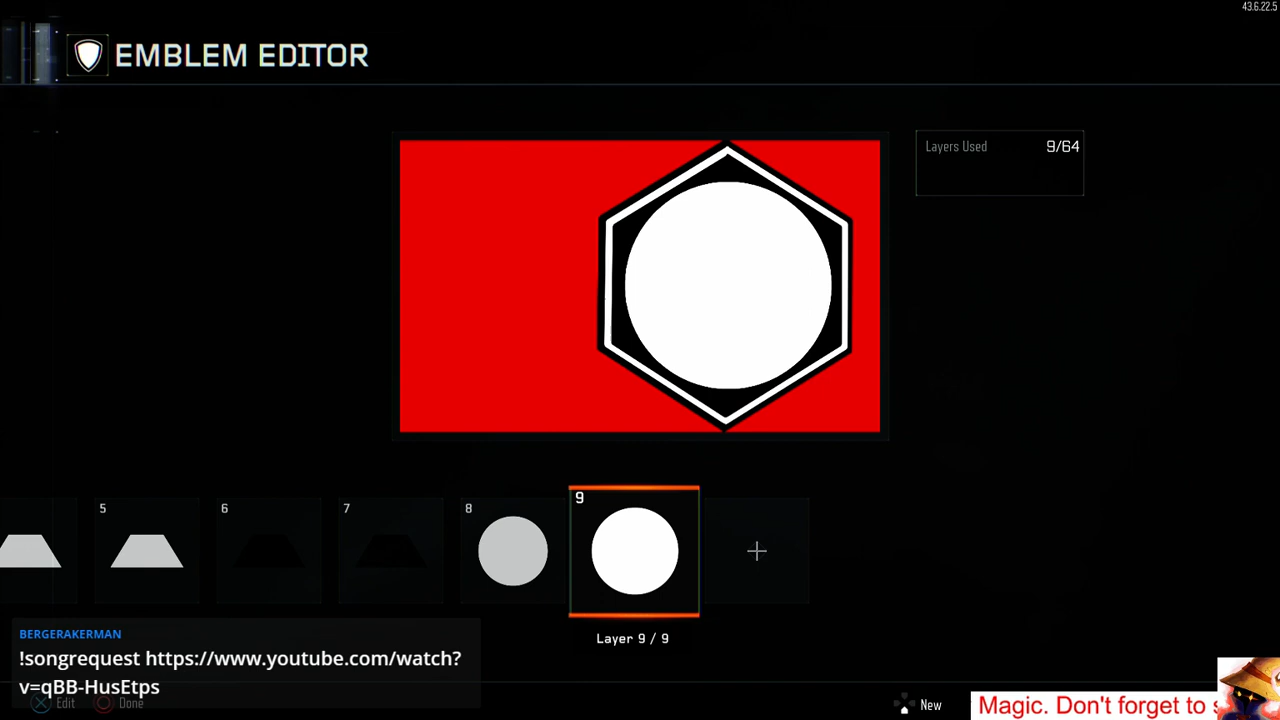 43.6.22.5
EMBLEM EDITOR
Layers Used 9/64
5 6 7 8 9
Layer 9 / 9
BERGERAKERMAN
!songrequest https://www.youtube.com/watch?
v=qBB-HusEtps
Edit Done New
Magic. Don't forget to